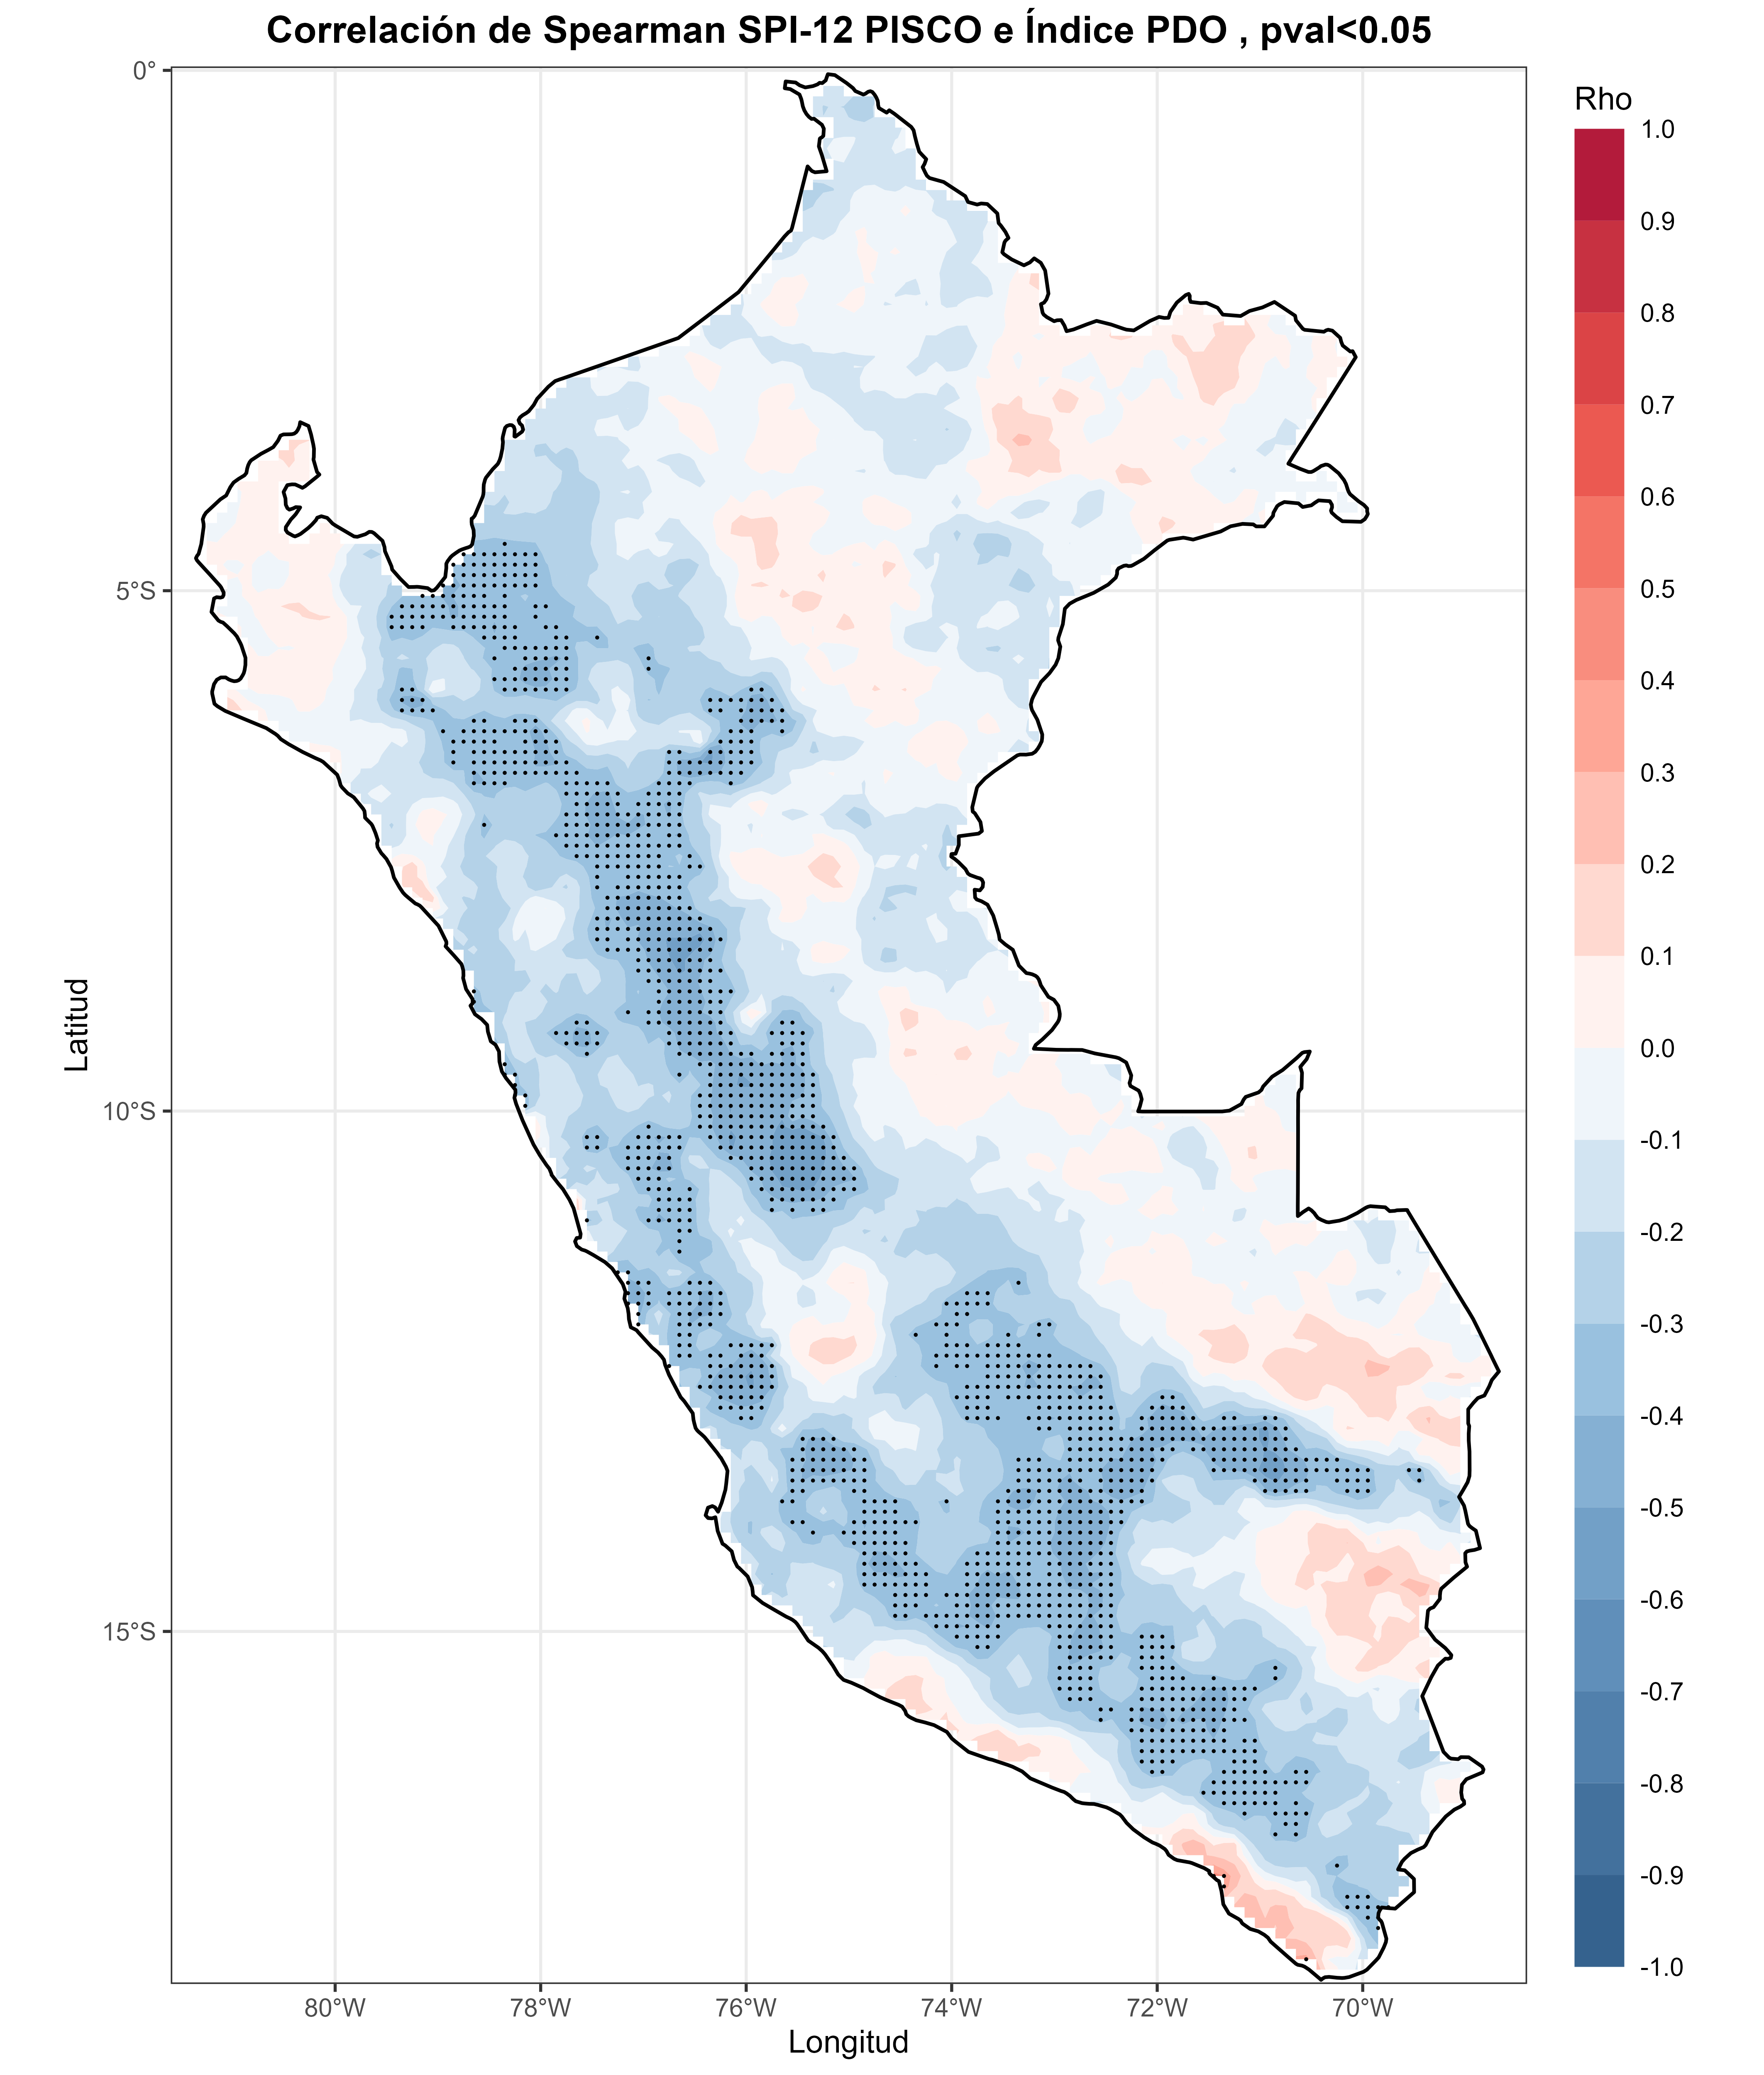 Correlación de Spearman SPI-12 PISCO e Índice PDO , pval<0.05
Rho
1.0
0.9
0.8
0.7
0.6
0.5
0.4
0.3
0.2
0.1
0.0
-0.1
-0.2
-0.3
-0.4
-0.5
-0.6
-0.7
-0.8
-0.9
-1.0
Latitud
0°
5°S
10°S
15°S
80°W 78°W 76°W 74°W 72°W 70°W
Longitud